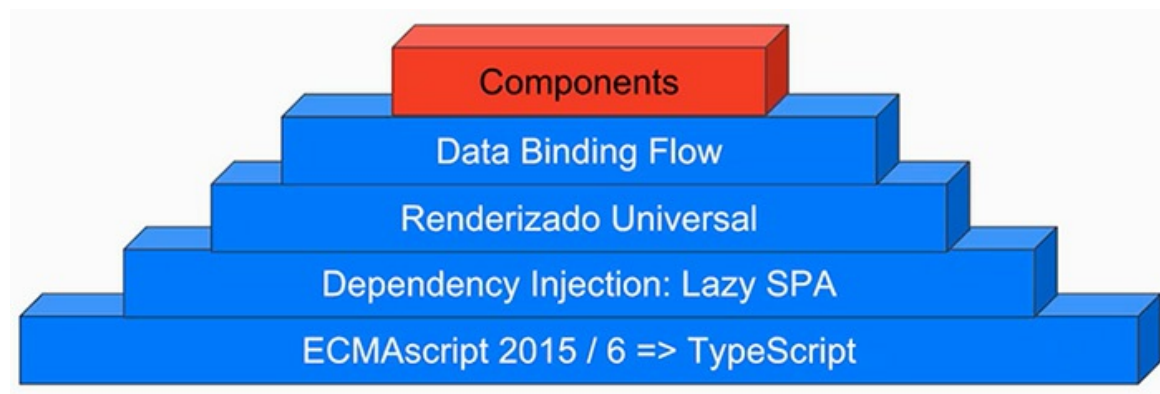 Components
Data Binding Flow
Renderizado Universal
Dependency Injection: Lazy SPA
ECMAscript 2015 / 6 => TypeScript